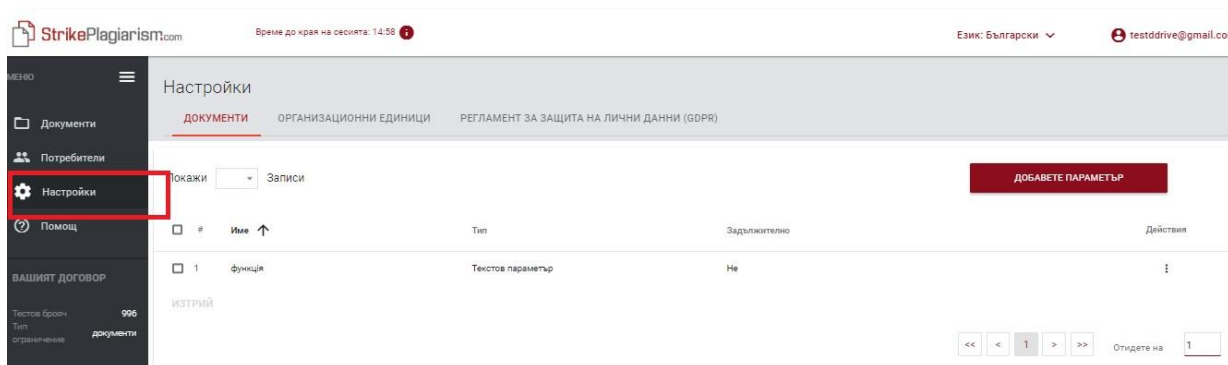 StrikePlagiarism.com
Време до края на сесията: 14:58
Език: Български
testddrive@gmail.co
МЕНЮ
Документи
Потребители
Настройки
Помощ
ВАШИЯТ ДОГОВОР
Тестов брояч 996
Тип ограничение документи
Настройки
ДОКУМЕНТИ ОРГАНИЗАЦИОННИ ЕДИНИЦИ РЕГЛАМЕНТ ЗА ЗАЩИТА НА ЛИЧНИ ДАННИ (GDPR)
Покажи Записи
ДОБАВЕТЕ ПАРАМЕТЪР
# Име Тип Задължително Действия
1 функція Текстов параметър Не
ИЗТРИЙ
<< < 1 > >> Отидете на 1